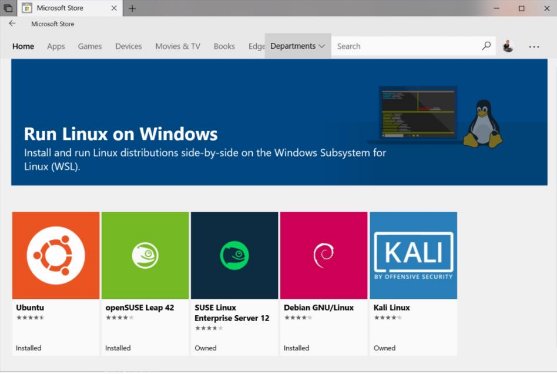 Microsoft Store
Microsoft Store
Home Apps Games Devices Movies & TV Books Edge Departments Search
Run Linux on Windows
Install and run Linux distributions side-by-side on the Windows Subsystem for
Linux (WSL).
KALI
BY OFFENSIVE SECURITY
Ubuntu openSUSE Leap 42 SUSE Linux Debian GNU/Linux Kali Linux
Enterprise Server 12
Installed Installed Owned Installed Owned